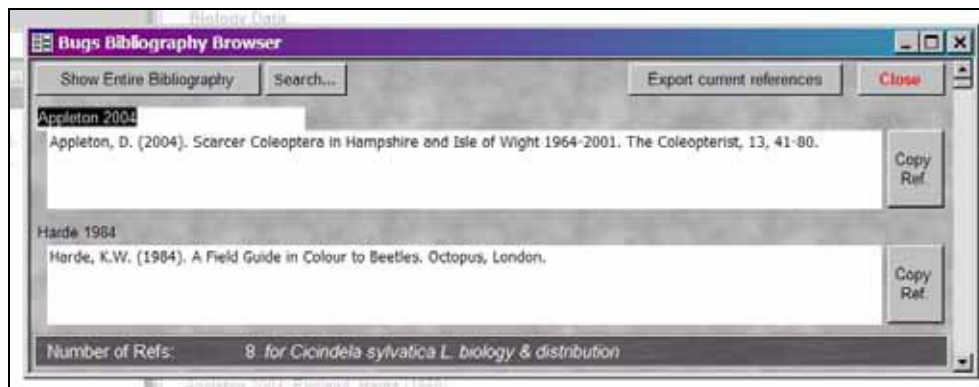 Biology Data...
Bugs Bibliography Browser
Show Entire Bibliography Search... Export current references Close
Appleton 2004
Appleton, D. (2004). Scarcer Coleoptera in Hampshire and Isle of Wight 1964-2001. The Coleopterist, 13, 41-80.
Copy
Ref.
Harde 1984
Harde, K.W. (1984). A Field Guide in Colour to Beetles. Octopus, London.
Copy
Ref.
Number of Refs: 8 for Cicindela sylvatica L. biology & distribution